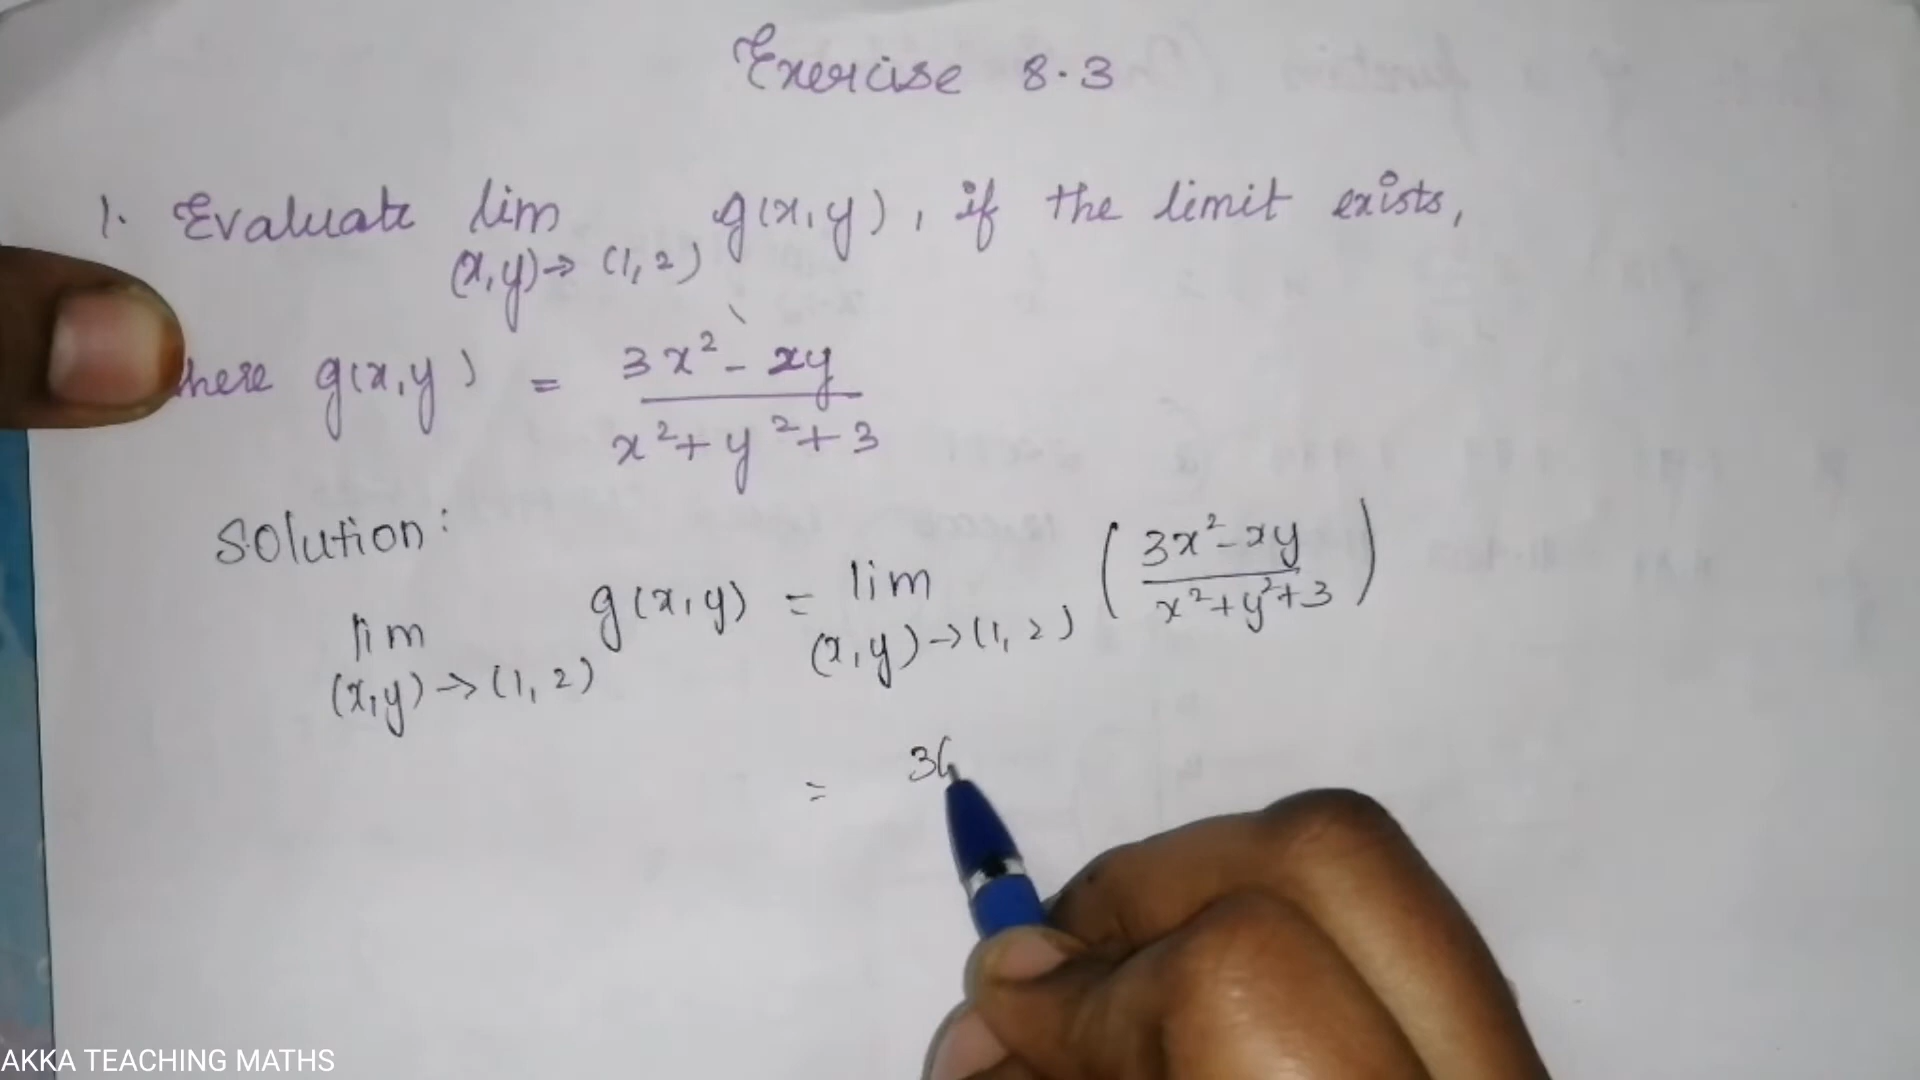 Exercise 8.3
1. Evaluate lim g(x,y), if the limit exists,
(x,y)→(1,2)
here g(x,y) = 3x²-xy
x²+y²+3
Solution:
lim g(x,y) = lim (3x²-xy
(x,y)→(1,2) (x,y)→(1,2) x²+y²+3)
= 3(
AKKA TEACHING MATHS